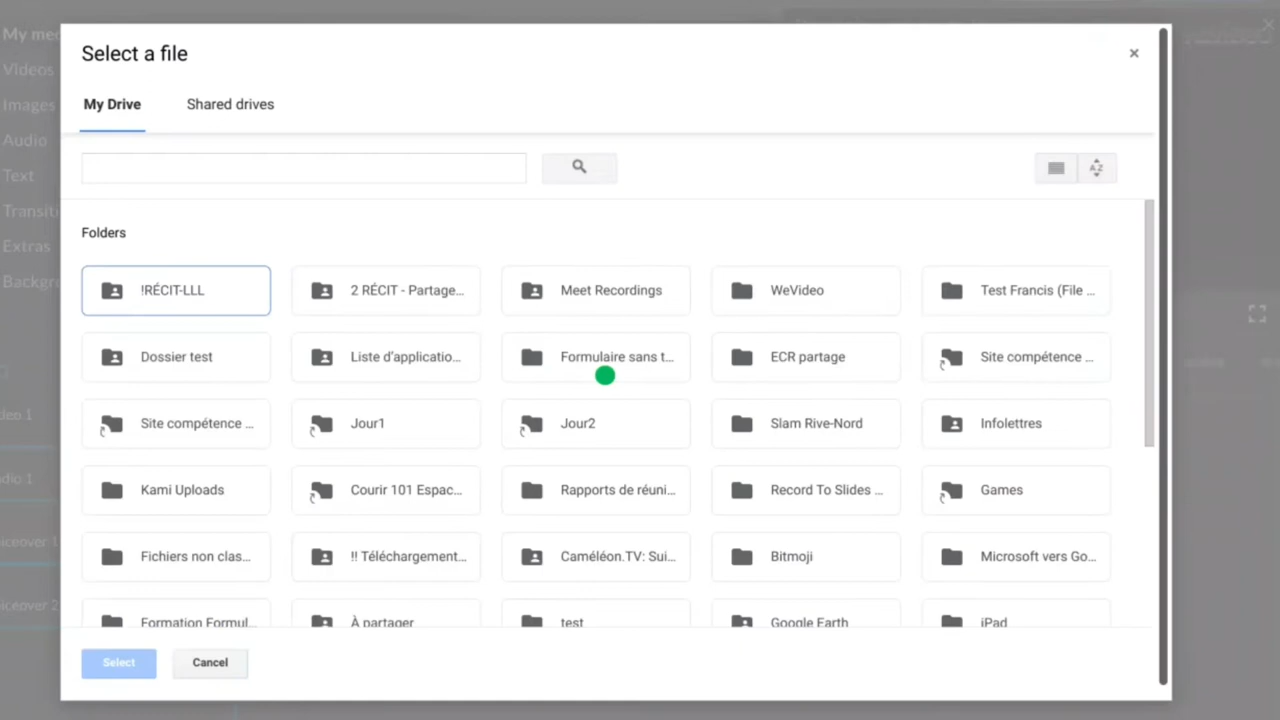 My me
Select a file
Videos
My Drive Shared drives
Images
Audio
Text
Transiti
Folders
Extras
Backgro
!RÉCIT-LLL 2 RÉCIT - Partage... Meet Recordings WeVideo Test Francis (File ...
Dossier test Liste d'applicatio... Formulaire sans t... ECR partage Site compétence ...
deo 1
Site compétence ... Jour1 Jour2 Slam Rive-Nord Infolettres
dio 1
Kami Uploads Courir 101 Espac... Rapports de réuni... Record To Slides ... Games
iceover 1
Fichiers non clas... !! Téléchargement... Caméléon.TV: Sui... Bitmoji Microsoft vers Go...
iceover 2
Formation Formul... À partager test Google Earth iPad
Select Cancel